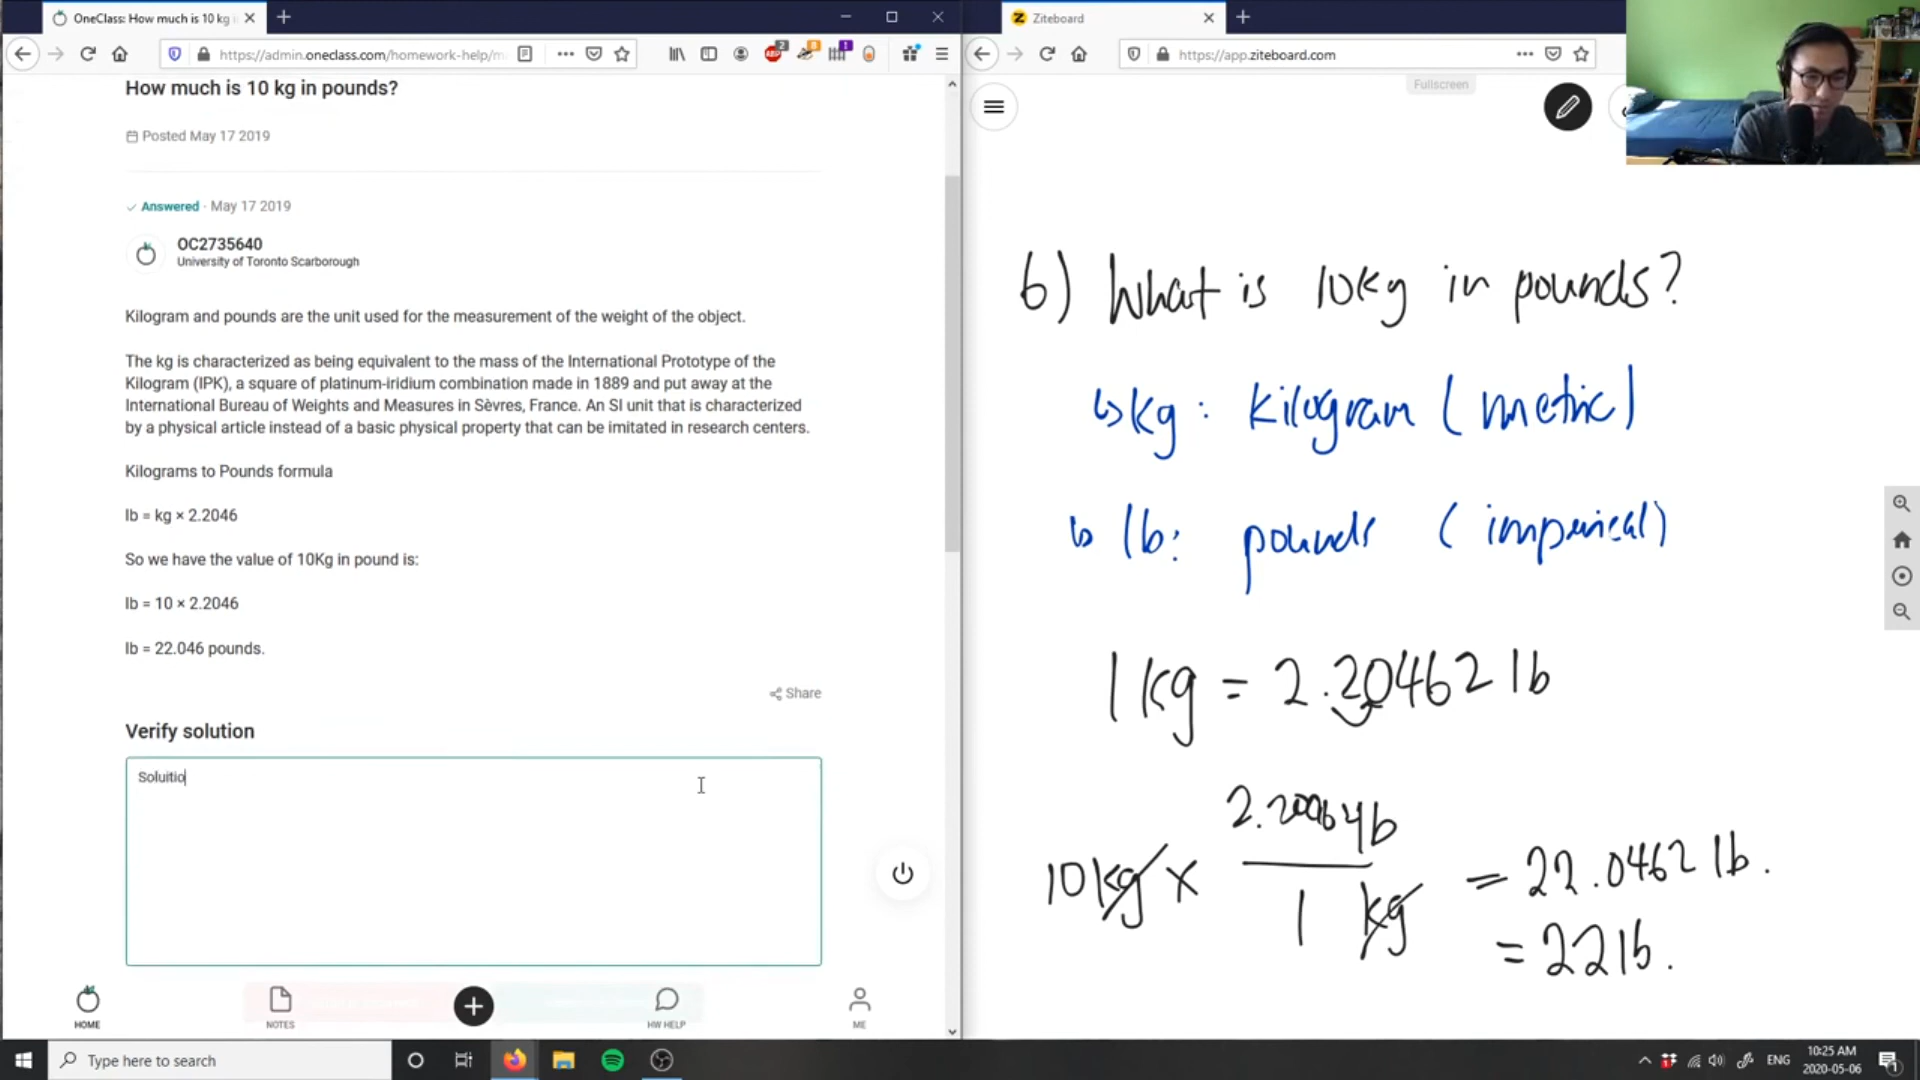 OneClass: How much is 10 kg i
https://admin.oneclass.com/homework-help/m
How much is 10 kg in pounds?
Posted May 17 2019
Answered · May 17 2019
OC2735640
University of Toronto Scarborough
Kilogram and pounds are the unit used for the measurement of the weight of the object.
The kg is characterized as being equivalent to the mass of the International Prototype of the
Kilogram (IPK), a square of platinum-iridium combination made in 1889 and put away at the
International Bureau of Weights and Measures in Sèvres, France. An SI unit that is characterized
by a physical article instead of a basic physical property that can be imitated in research centers.
Kilograms to Pounds formula
lb = kg × 2.2046
So we have the value of 10Kg in pound is:
lb = 10 × 2.2046
lb = 22.046 pounds.
Share
Verify solution
Soluitio
HOME
NOTES
HW HELP
ME
Ziteboard
https://app.ziteboard.com
Fullscreen
6) What is 10kg in pounds?
kg: kilogram (metric)
lb: pounds (imperical)
1 kg = 2.20462 lb
10kg x
1 kg
= 22.0462 lb.
= 22 lb.
Type here to search
ENG
10:25 AM
2020-05-06